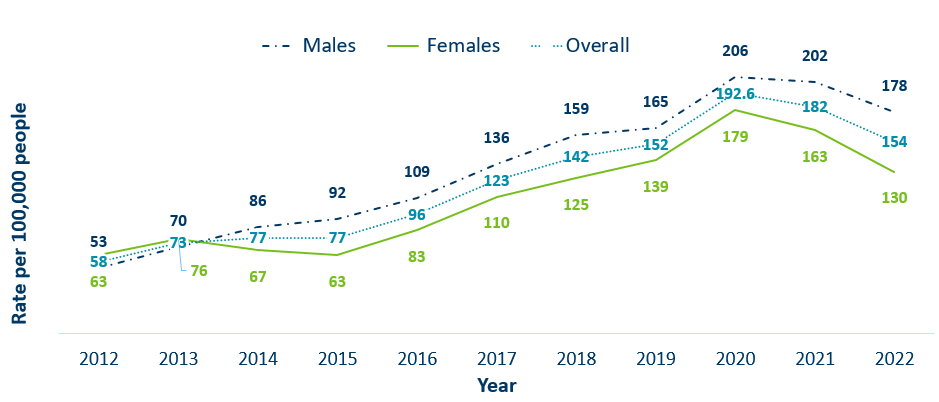 Males Females Overall
Rate per 100,000 people
53 70 86 92 109 136 159 165 206 202 178
58 73 77 77 96 123 142 152 192.6 182 154
63 76 67 63 83 110 125 139 179 163 130
2012 2013 2014 2015 2016 2017 2018 2019 2020 2021 2022
Year